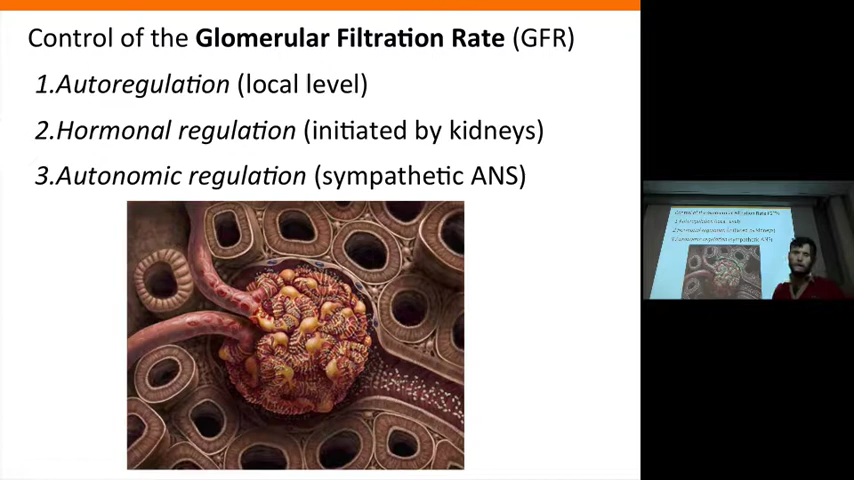 Control of the Glomerular Filtration Rate (GFR)
1.Autoregulation (local level)
2.Hormonal regulation (initiated by kidneys)
3.Autonomic regulation (sympathetic ANS)